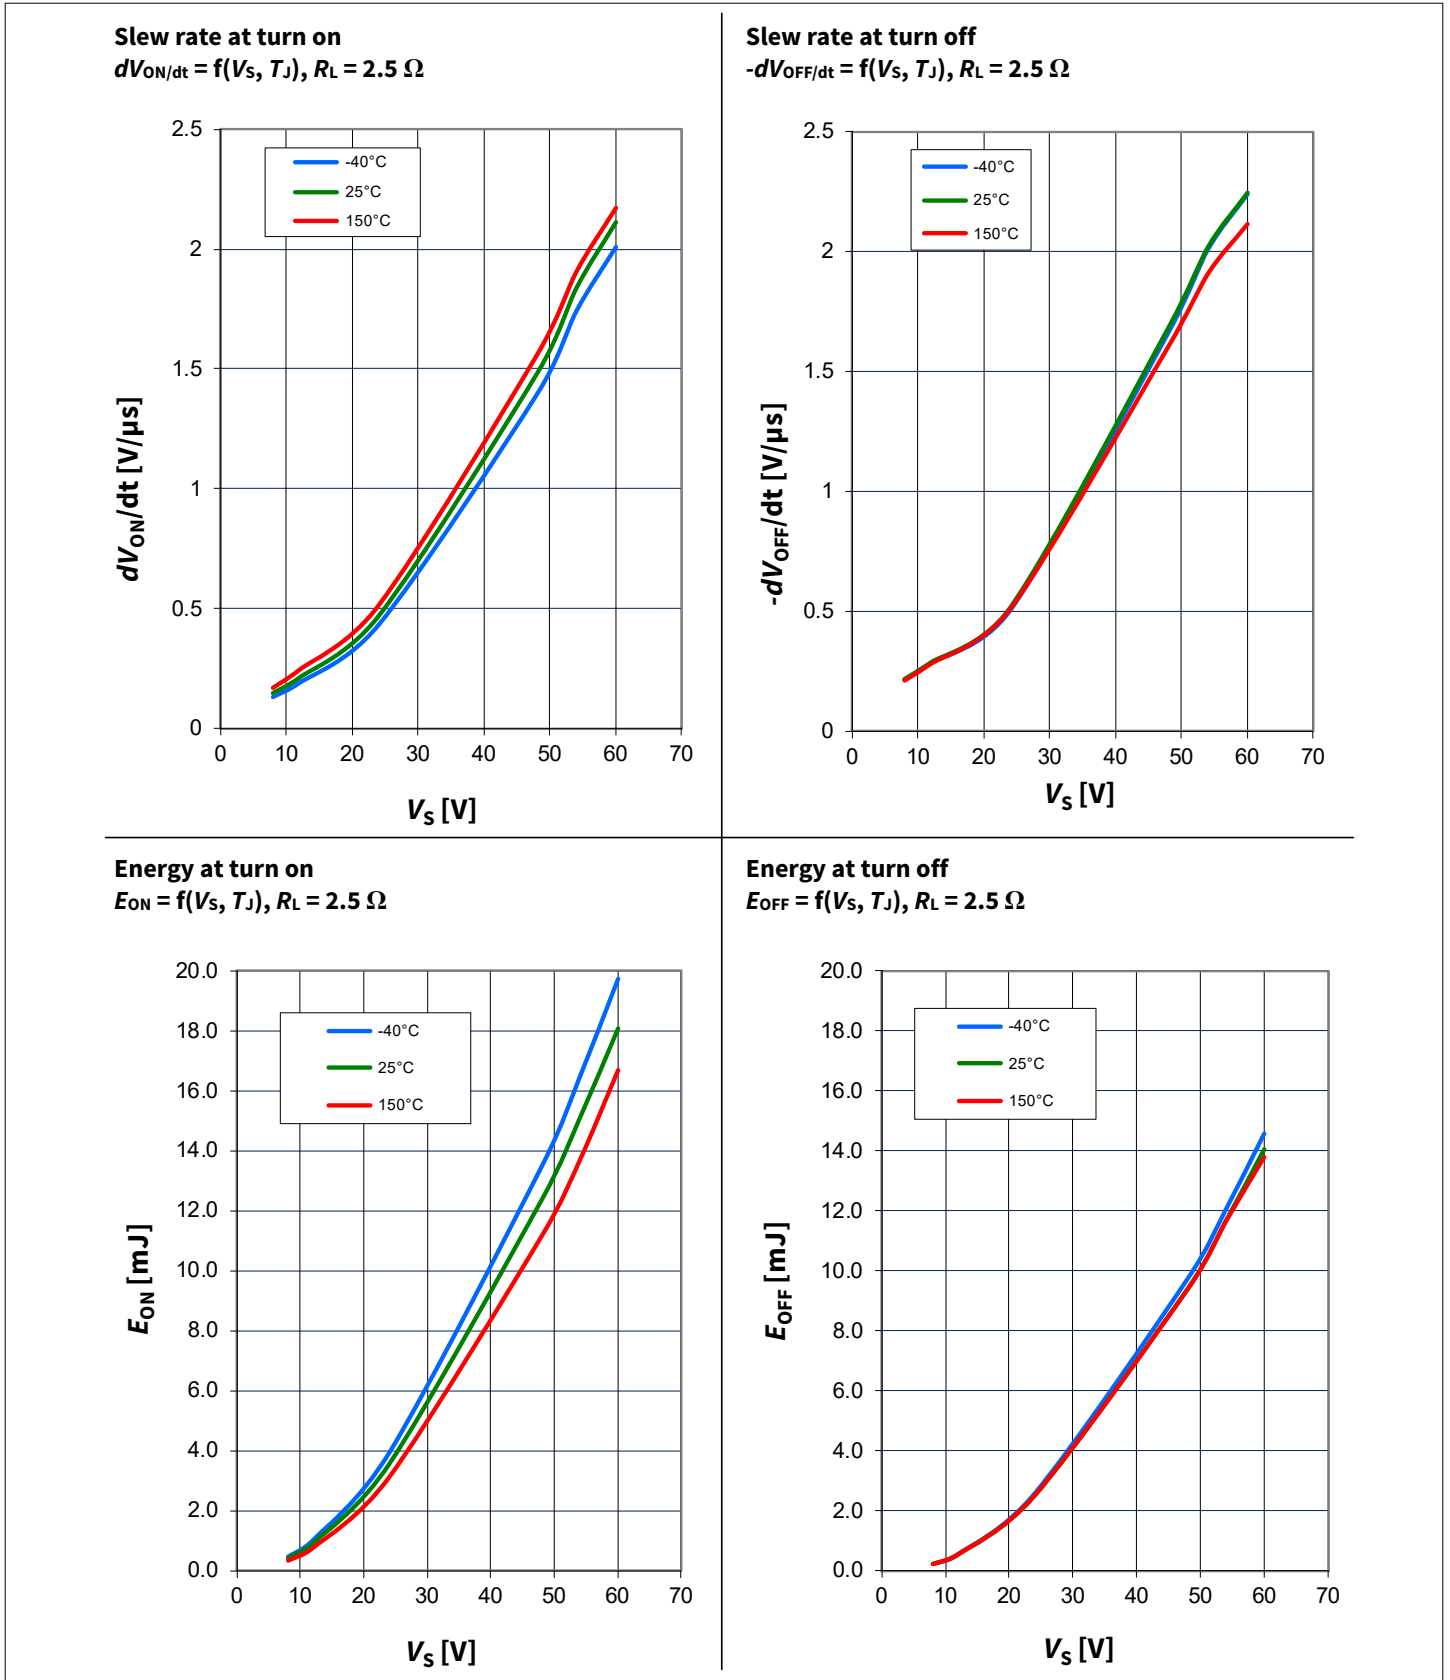 Slew rate at turn on
dVON/dt = f(VS, TJ), RL = 2.5 Ω
2.5
2
1.5
1
0.5
0
-40°C
25°C
150°C
dVON/dt [V/µs]
0 10 20 30 40 50 60 70
VS [V]
Slew rate at turn off
-dVOFF/dt = f(VS, TJ), RL = 2.5 Ω
2.5
2
1.5
1
0.5
0
-40°C
25°C
150°C
-dVOFF/dt [V/µs]
0 10 20 30 40 50 60 70
VS [V]
Energy at turn on
EON = f(VS, TJ), RL = 2.5 Ω
20.0
18.0
16.0
14.0
12.0
10.0
8.0
6.0
4.0
2.0
0.0
-40°C
25°C
150°C
EON [mJ]
0 10 20 30 40 50 60 70
VS [V]
Energy at turn off
EOFF = f(VS, TJ), RL = 2.5 Ω
20.0
18.0
16.0
14.0
12.0
10.0
8.0
6.0
4.0
2.0
0.0
-40°C
25°C
150°C
EOFF [mJ]
0 10 20 30 40 50 60 70
VS [V]